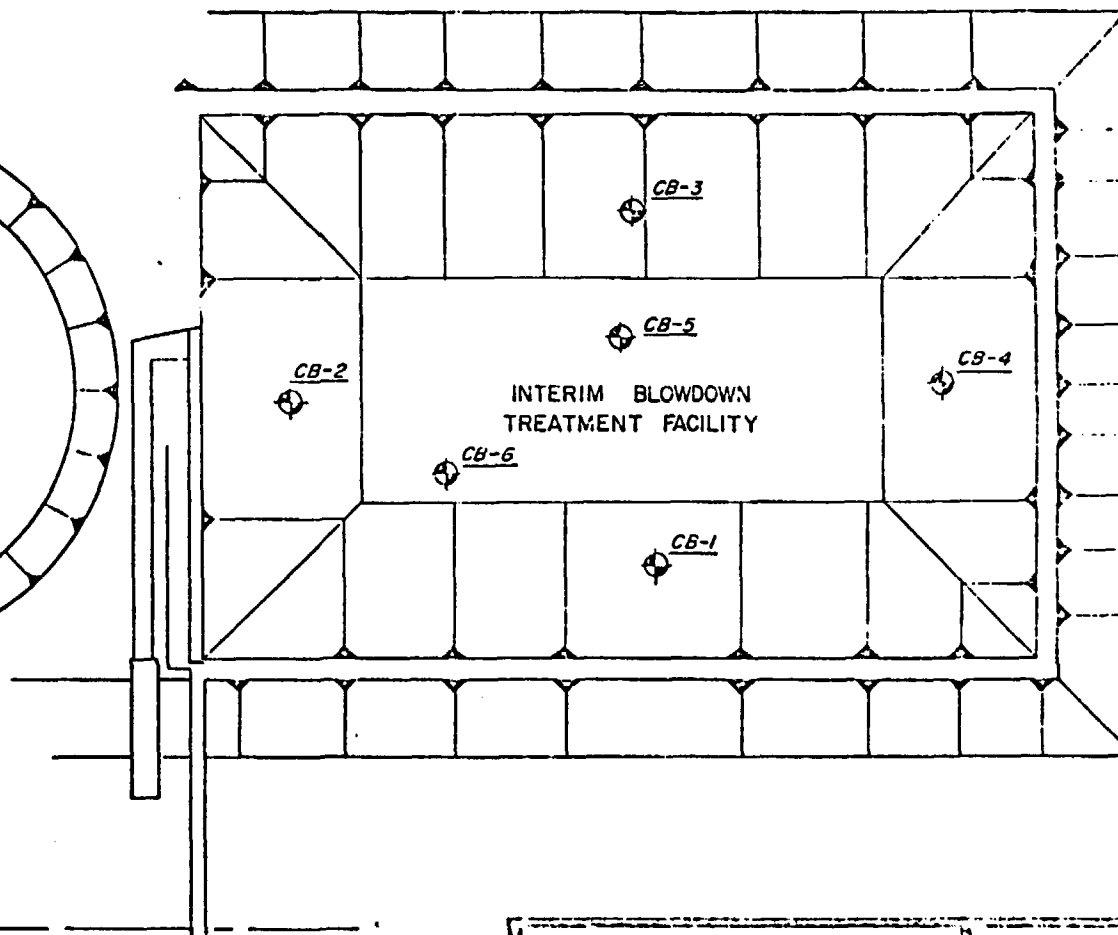 CB-3
CB-5
CB-4
CB-2
INTERIM BLOWDOWN
TREATMENT FACILITY
CB-6
CB-1